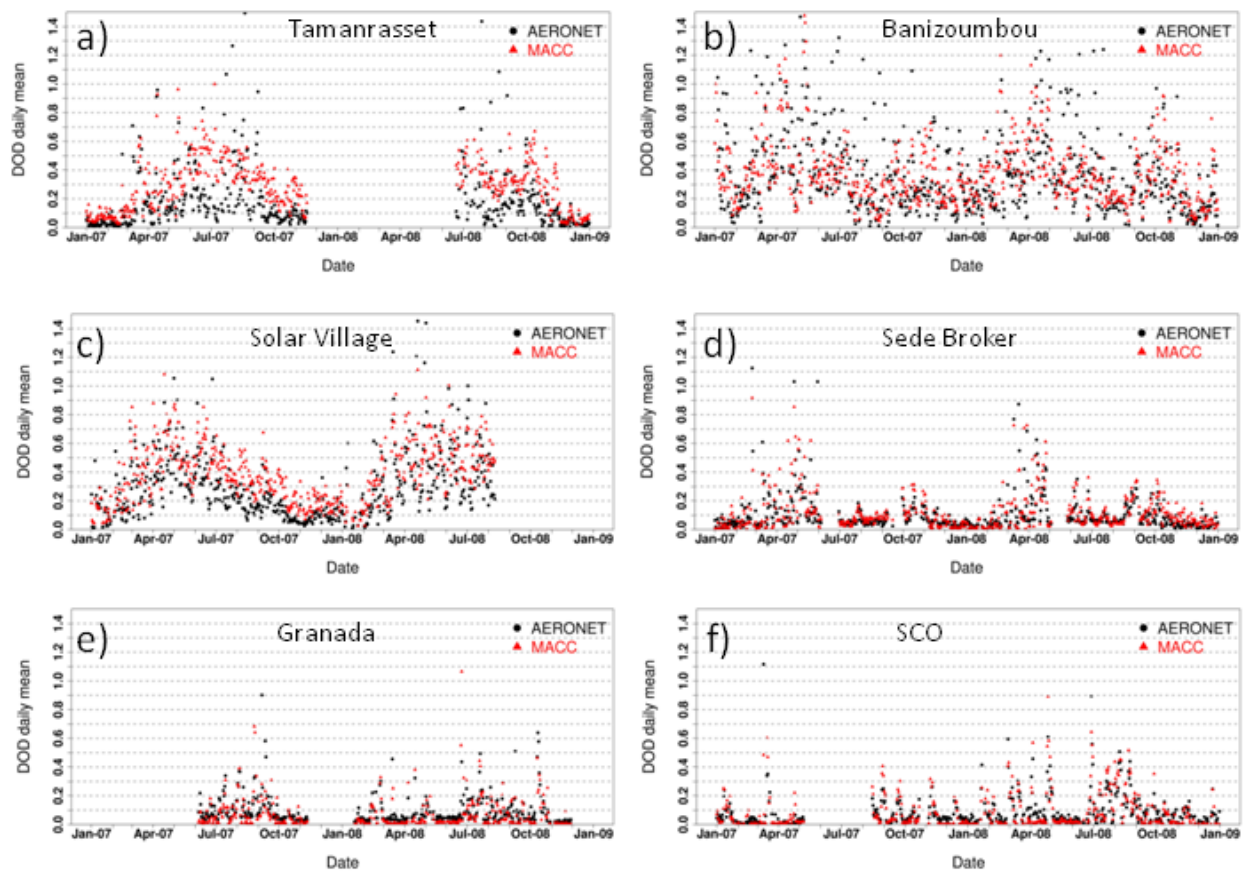 a) Tamanrasset
AERONET
MACC
DOD daily mean
0.0 0.2 0.4 0.6 0.8 1.0 1.2 1.4
Jan-07 Apr-07 Jul-07 Oct-07 Jan-08 Apr-08 Jul-08 Oct-08 Jan-09
Date
b) Banizoumbou
AERONET
MACC
DOD daily mean
0.0 0.2 0.4 0.6 0.8 1.0 1.2 1.4
Jan-07 Apr-07 Jul-07 Oct-07 Jan-08 Apr-08 Jul-08 Oct-08 Jan-09
Date
c) Solar Village
AERONET
MACC
DOD daily mean
0.0 0.2 0.4 0.6 0.8 1.0 1.2 1.4
Jan-07 Apr-07 Jul-07 Oct-07 Jan-08 Apr-08 Jul-08 Oct-08 Jan-09
Date
d) Sede Broker
AERONET
MACC
DOD daily mean
0.0 0.2 0.4 0.6 0.8 1.0 1.2 1.4
Jan-07 Apr-07 Jul-07 Oct-07 Jan-08 Apr-08 Jul-08 Oct-08 Jan-09
Date
e) Granada
AERONET
MACC
DOD daily mean
0.0 0.2 0.4 0.6 0.8 1.0 1.2 1.4
Jan-07 Apr-07 Jul-07 Oct-07 Jan-08 Apr-08 Jul-08 Oct-08 Jan-09
Date
f) SCO
AERONET
MACC
DOD daily mean
0.0 0.2 0.4 0.6 0.8 1.0 1.2 1.4
Jan-07 Apr-07 Jul-07 Oct-07 Jan-08 Apr-08 Jul-08 Oct-08 Jan-09
Date